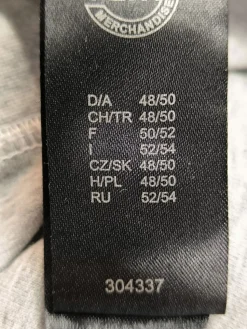 MERCHANDISE
D/A 48/50
CH/TR 48/50
F 50/52
I 52/54
CZ/SK 48/50
H/PL 48/50
RU 52/54
304337